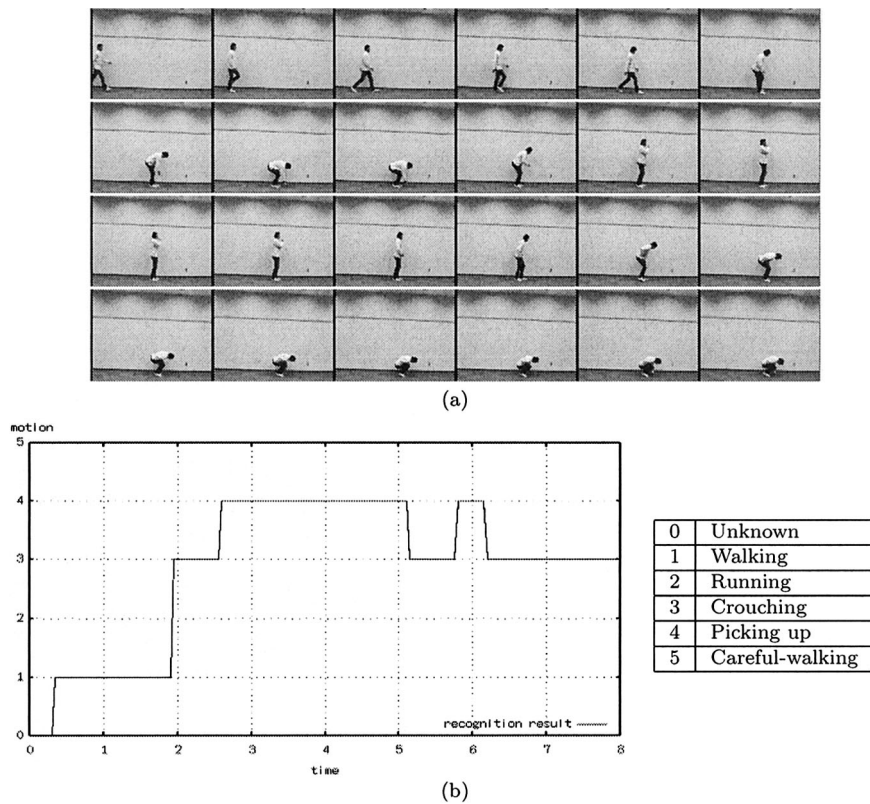 (a)
motion
5
4
3
2
1
0
recognition result
0 1 2 3 4 5 6 7 8
time
0 Unknown
1 Walking
2 Running
3 Crouching
4 Picking up
5 Careful-walking
(b)